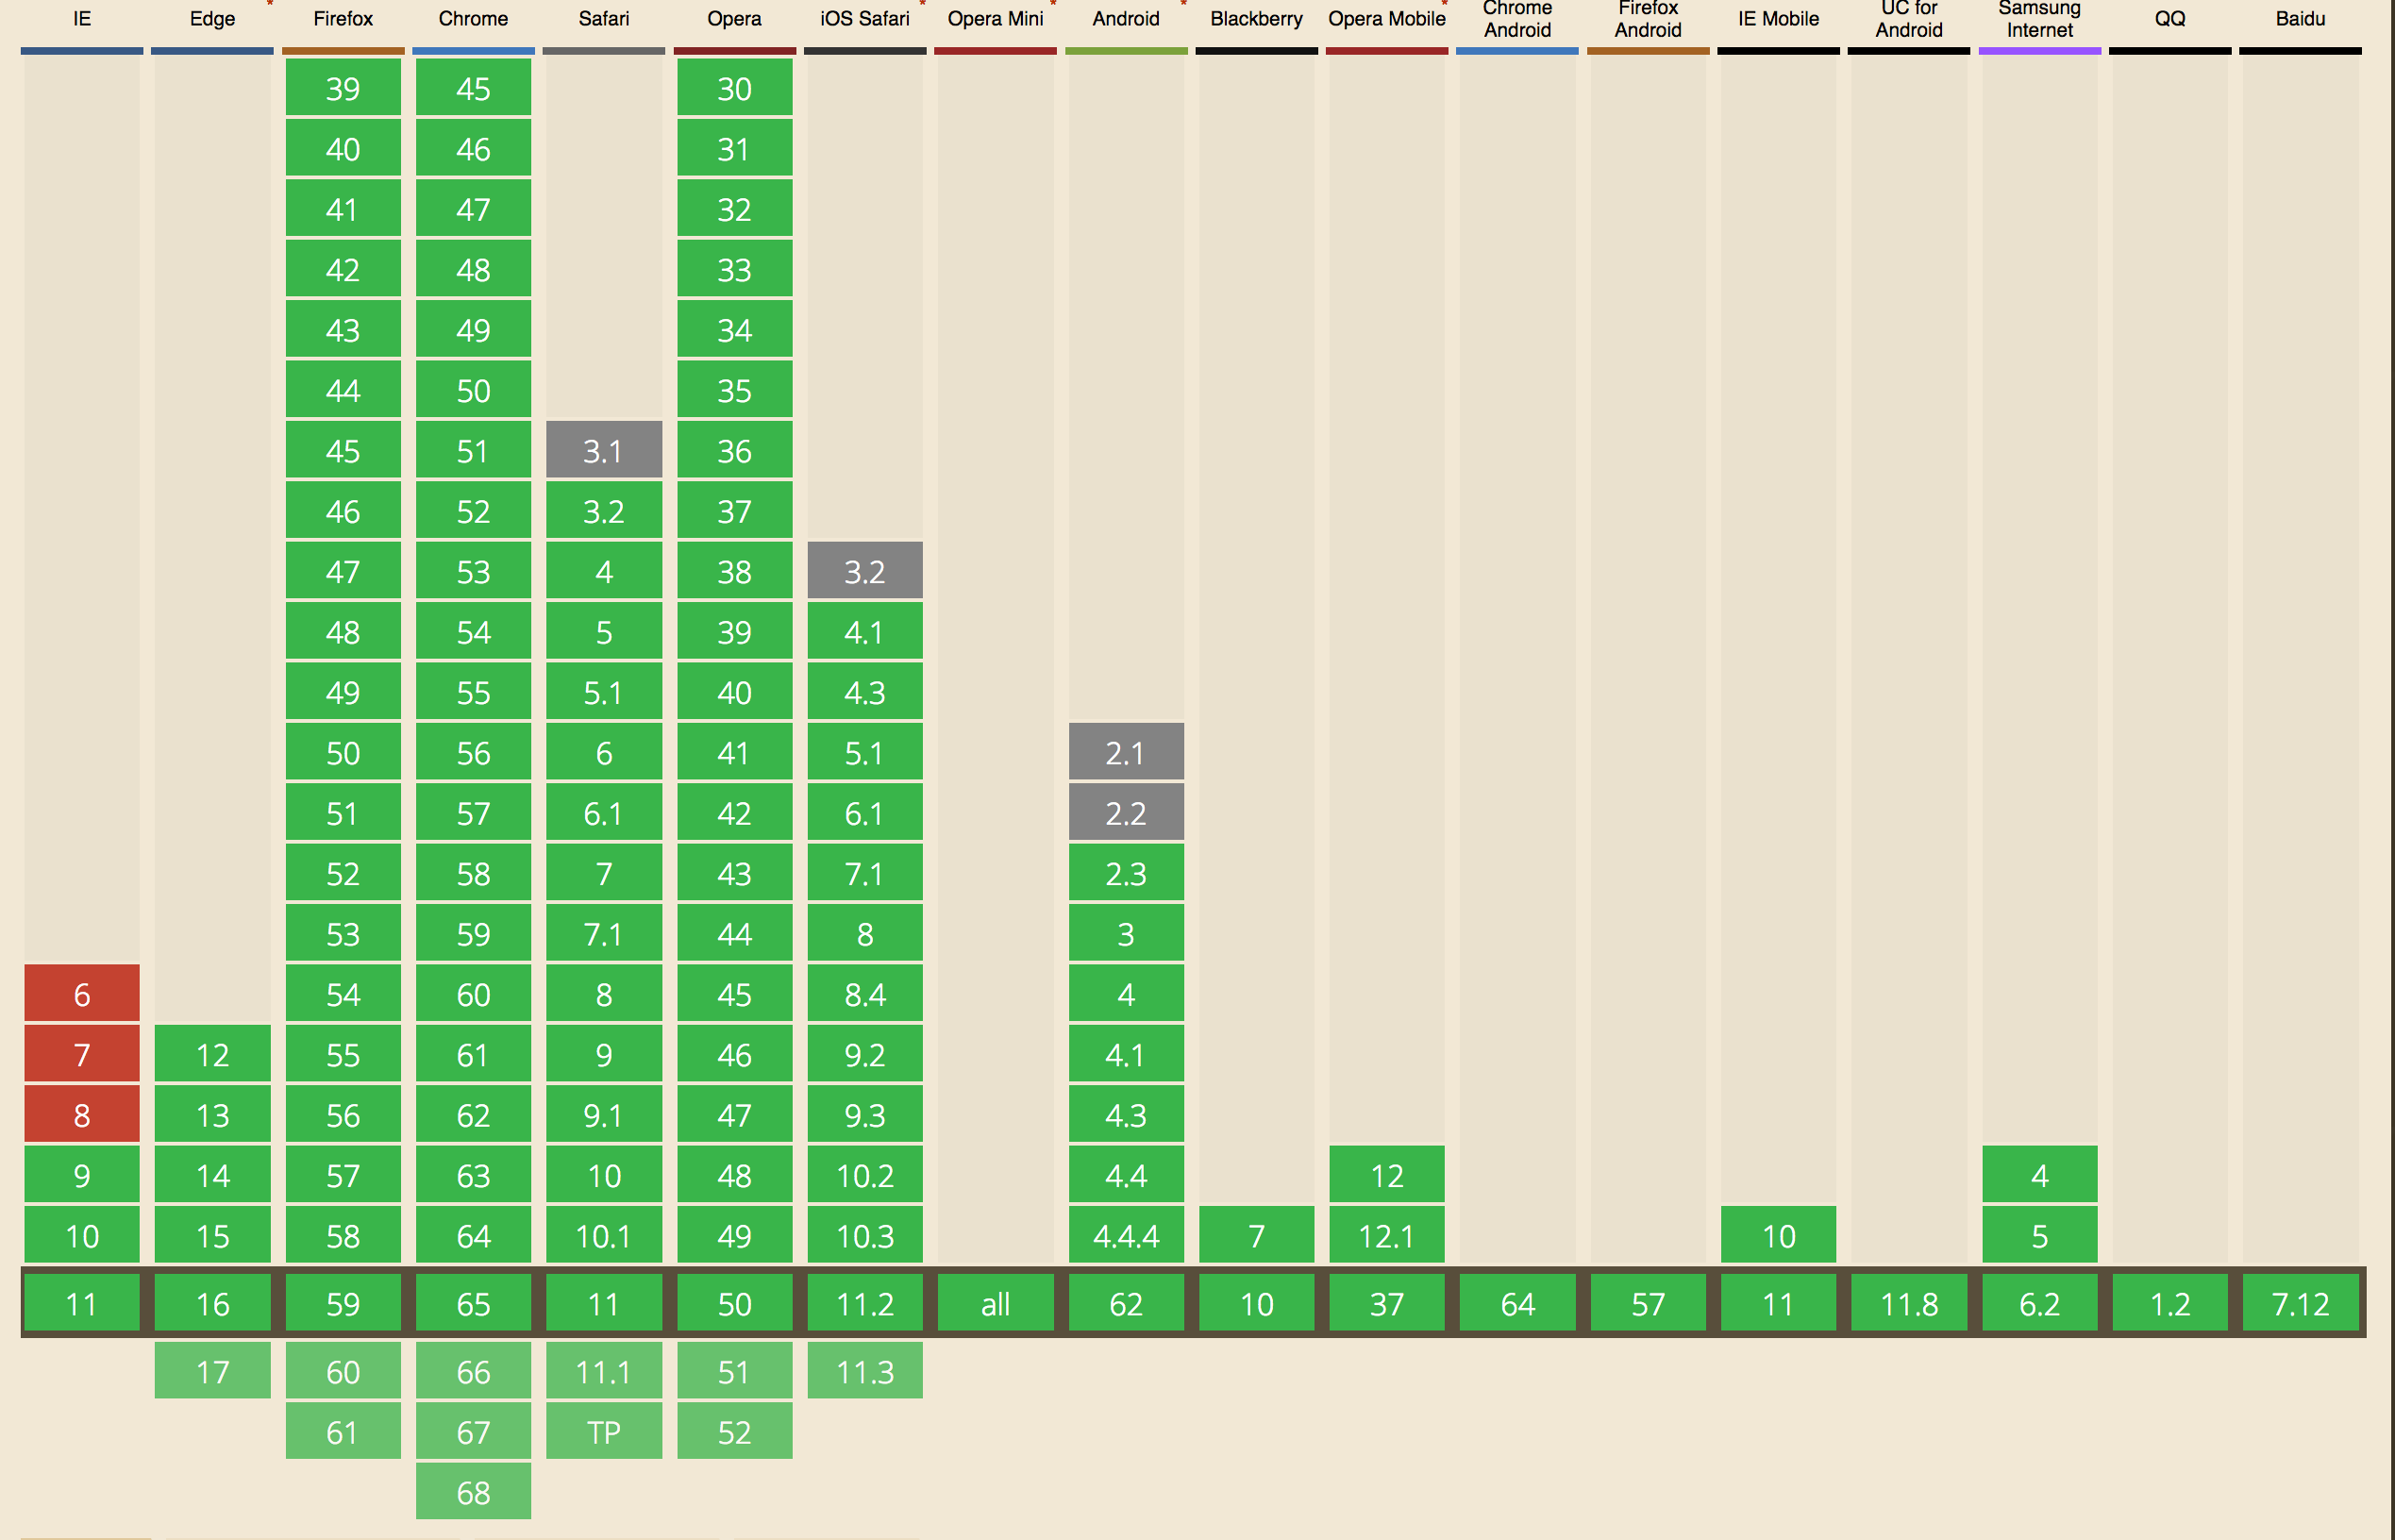 IE Edge * Firefox Chrome Safari Opera iOS Safari * Opera Mini * Android * Blackberry Opera Mobile * Chrome Android Firefox Android IE Mobile UC for Android Samsung Internet QQ Baidu
39 45 30
40 46 31
41 47 32
42 48 33
43 49 34
44 50 35
45 51 3.1 36
46 52 3.2 37
47 53 4 38 3.2
48 54 5 39 4.1
49 55 5.1 40 4.3
50 56 6 41 5.1 2.1
51 57 6.1 42 6.1 2.2
52 58 7 43 7.1 2.3
53 59 7.1 44 8 3
6 54 60 8 45 8.4 4
7 12 55 61 9 46 9.2 4.1
8 13 56 62 9.1 47 9.3 4.3
9 14 57 63 10 48 10.2 4.4 12 4
10 15 58 64 10.1 49 10.3 4.4.4 7 12.1 10 5
11 16 59 65 11 50 11.2 all 62 10 37 64 57 11 11.8 6.2 1.2 7.12
17 60 66 11.1 51 11.3
61 67 TP 52
68